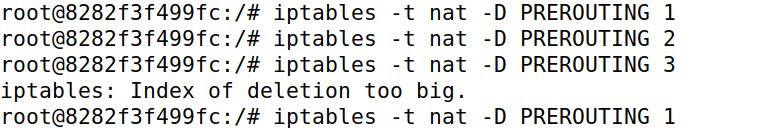 root@8282f3f499fc:/# iptables -t nat -D PREROUTING 1
root@8282f3f499fc:/# iptables -t nat -D PREROUTING 2
root@8282f3f499fc:/# iptables -t nat -D PREROUTING 3
iptables: Index of deletion too big.
root@8282f3f499fc:/# iptables -t nat -D PREROUTING 1